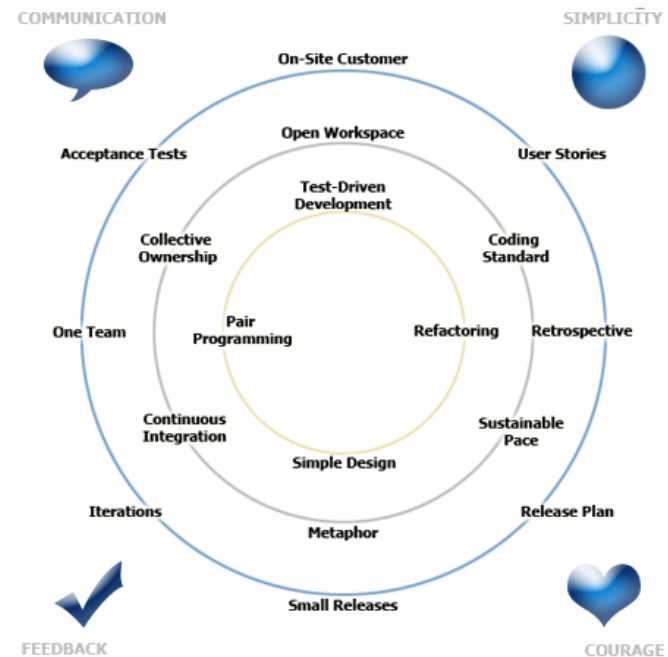 COMMUNICATION
SIMPLICITY
On-Site Customer
Open Workspace
Acceptance Tests
User Stories
Test-Driven
Development
Collective
Ownership
Coding
Standard
Pair
Programming
One Team
Refactoring
Retrospective
Continuous
Integration
Sustainable
Pace
Simple Design
Iterations
Release Plan
Metaphor
Small Releases
FEEDBACK
COURAGE